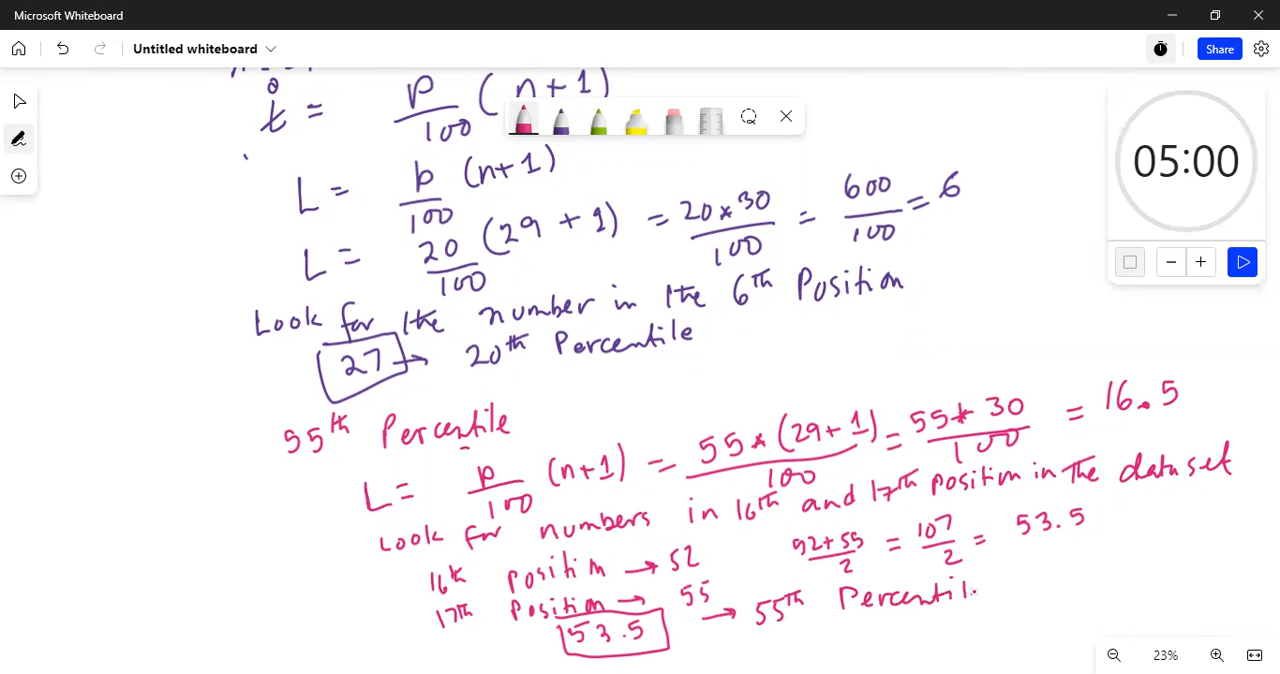 Microsoft Whiteboard
Untitled whiteboard
Share
t = p/100 (n+1)
05:00
L = p/100 (n+1)
L = 20/100 (29 + 1) = 20*30/100 = 600/100 = 6
Look for the number in the 6th Position
27 → 20th Percentile
55th Percentile
L = p/100 (n+1) = 55*(29+1)/100 = 55*30/100 = 16.5
Look for numbers in 16th and 17th position in the dataset
16th position → 52
52+55/2 = 107/2 = 53.5
17th position → 55
53.5 → 55th Percentil
23%